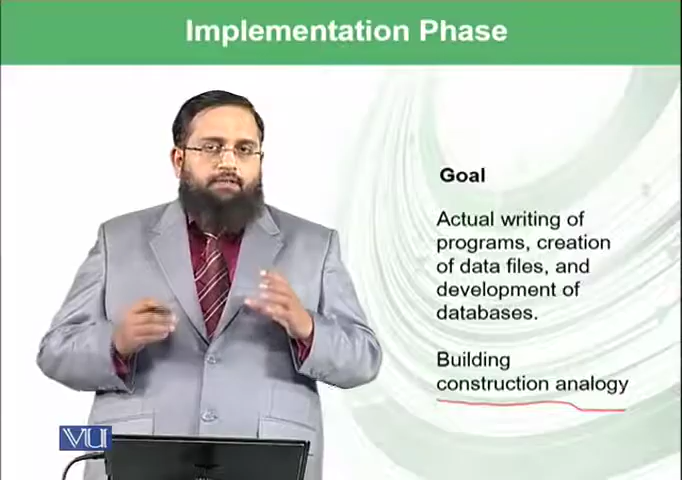 Implementation Phase
Goal
Actual writing of
programs, creation
of data files, and
development of
databases.
Building
construction analogy
VU